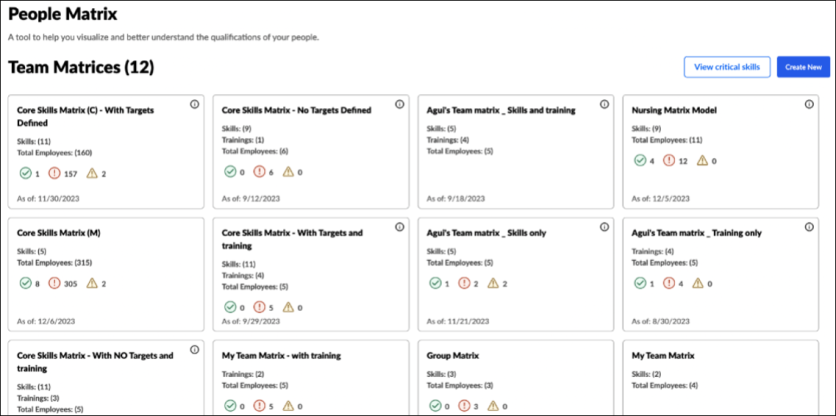 People Matrix
A tool to help you visualize and better understand the qualifications of your people.
Team Matrices (12)
View critical skills
Create New
Core Skills Matrix (C) - With Targets
Defined
Skills: (11)
Total Employees: (160)
1 157 2
As of: 11/30/2023
Core Skills Matrix - No Targets Defined
Skills: (9)
Trainings: (1)
Total Employees: (6)
0 6 0
As of: 9/12/2023
Agui's Team matrix _ Skills and training
Skills: (5)
Trainings: (4)
Total Employees: (5)
As of: 9/18/2023
Nursing Matrix Model
Skills: (9)
Total Employees: (11)
4 12 0
As of: 12/5/2023
Core Skills Matrix (M)
Skills: (5)
Total Employees: (315)
8 305 2
As of: 12/6/2023
Core Skills Matrix - With Targets and
training
Skills: (11)
Trainings: (4)
Total Employees: (5)
0 5 0
As of: 9/29/2023
Agui's Team matrix _ Skills only
Skills: (5)
Total Employees: (5)
1 2 2
As of: 11/21/2023
Agui's Team matrix _ Training only
Trainings: (4)
Total Employees: (5)
1 4 0
As of: 8/30/2023
Core Skills Matrix - With NO Targets and
training
Skills: (11)
Trainings: (3)
Total Employees: (5)
My Team Matrix - with training
Trainings: (2)
Total Employees: (5)
0 5 0
Group Matrix
Skills: (3)
Total Employees: (3)
0 3 0
My Team Matrix
Skills: (2)
Total Employees: (4)